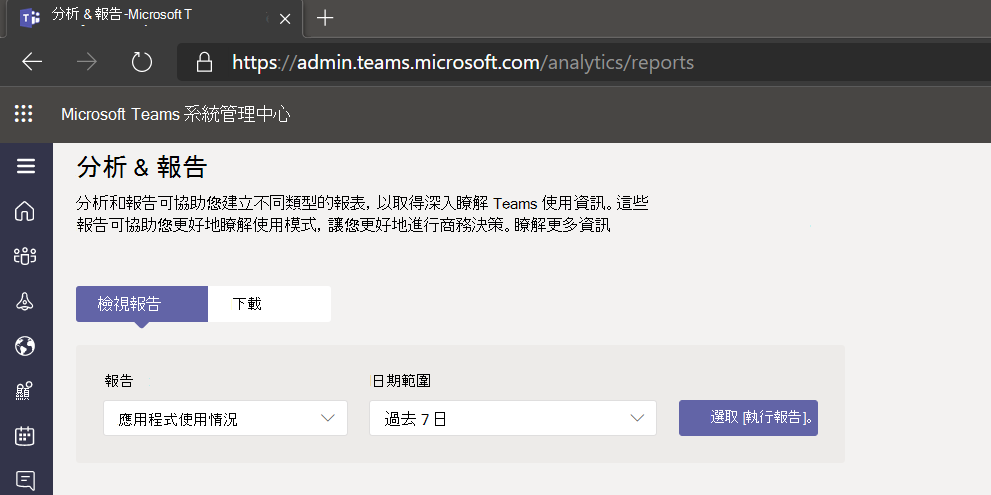 分析 & 報告-Microsoft T
https://admin.teams.microsoft.com/analytics/reports
Microsoft Teams 系統管理中心
分析 & 報告
分析和報告可協助您建立不同類型的報表，以取得深入瞭解 Teams 使用資訊。這些
報告可協助您更好地瞭解使用模式，讓您更好地進行商務決策。瞭解更多資訊
檢視報告 下載
報告 日期範圍
應用程式使用情況 過去 7 日 選取 [執行報告]。